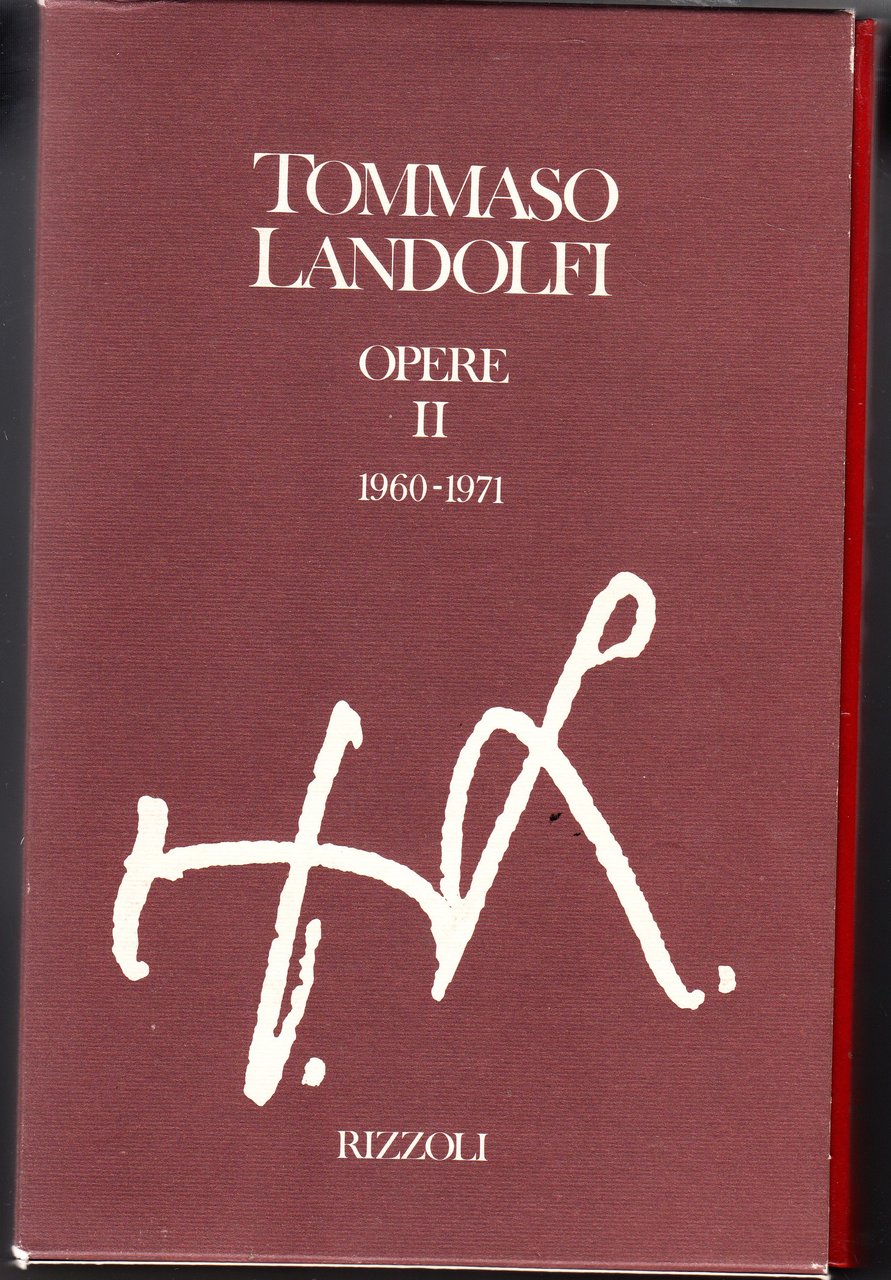 TOMMASO
LANDOLFI
OPERE
II
1960-1971
RIZZOLI